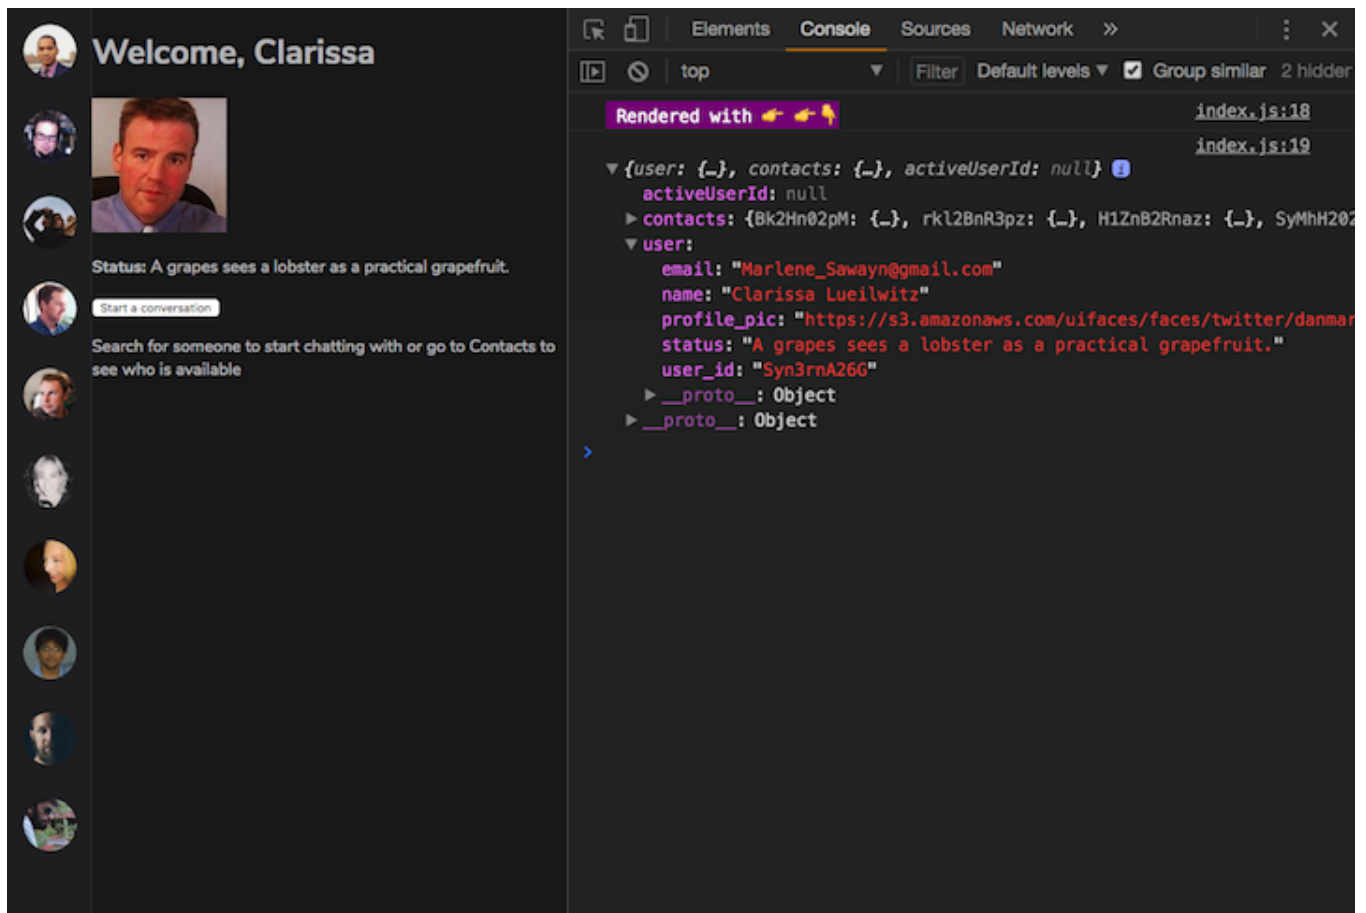 Welcome, Clarissa
Status: A grapes sees a lobster as a practical grapefruit.
Start a conversation
Search for someone to start chatting with or go to Contacts to
see who is available
Elements Console Sources Network »
top ▼ Filter Default levels ▼ Group similar 2 hidden
Rendered with 👉 👉👇 index.js:18
index.js:19
▼{user: {…}, contacts: {…}, activeUserId: null} i
activeUserId: null
▶contacts: {Bk2Hn02pM: {…}, rkl2BnR3pz: {…}, H1ZnB2Rnaz: {…}, SyMhH202
▼user:
email: "Marlene_Sawayn@gmail.com"
name: "Clarissa Lueilwitz"
profile_pic: "https://s3.amazonaws.com/uifaces/faces/twitter/danmar
status: "A grapes sees a lobster as a practical grapefruit."
user_id: "Syn3rnA26G"
▶__proto__: Object
▶__proto__: Object
>